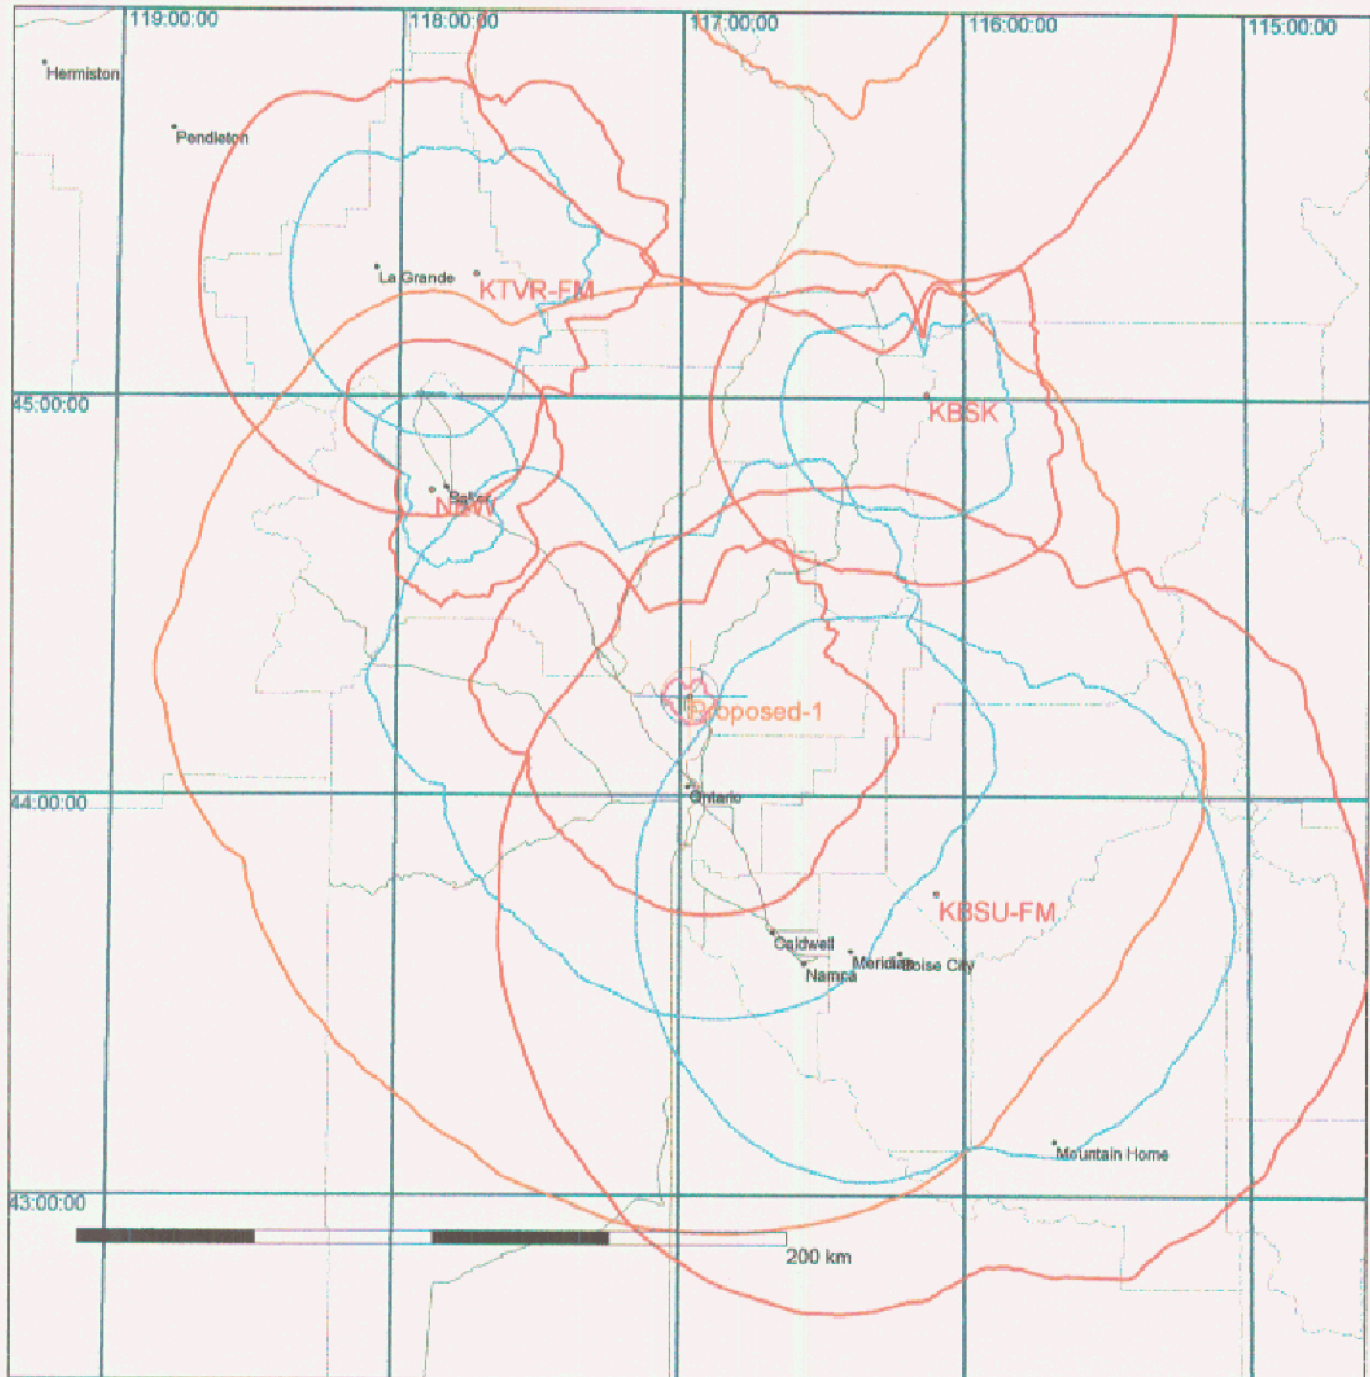 119:00:00
118:00:00
117:00:00
116:00:00
115:00:00
Hermiston
Pendleton
La Grande
KTVR-FM
45:00:00
KBSK
Baker
NEW
Proposed-1
44:00:00
Ontario
KBSU-FM
Caldwell
Meridian
Boise City
Nampa
Mountain Home
43:00:00
200 km